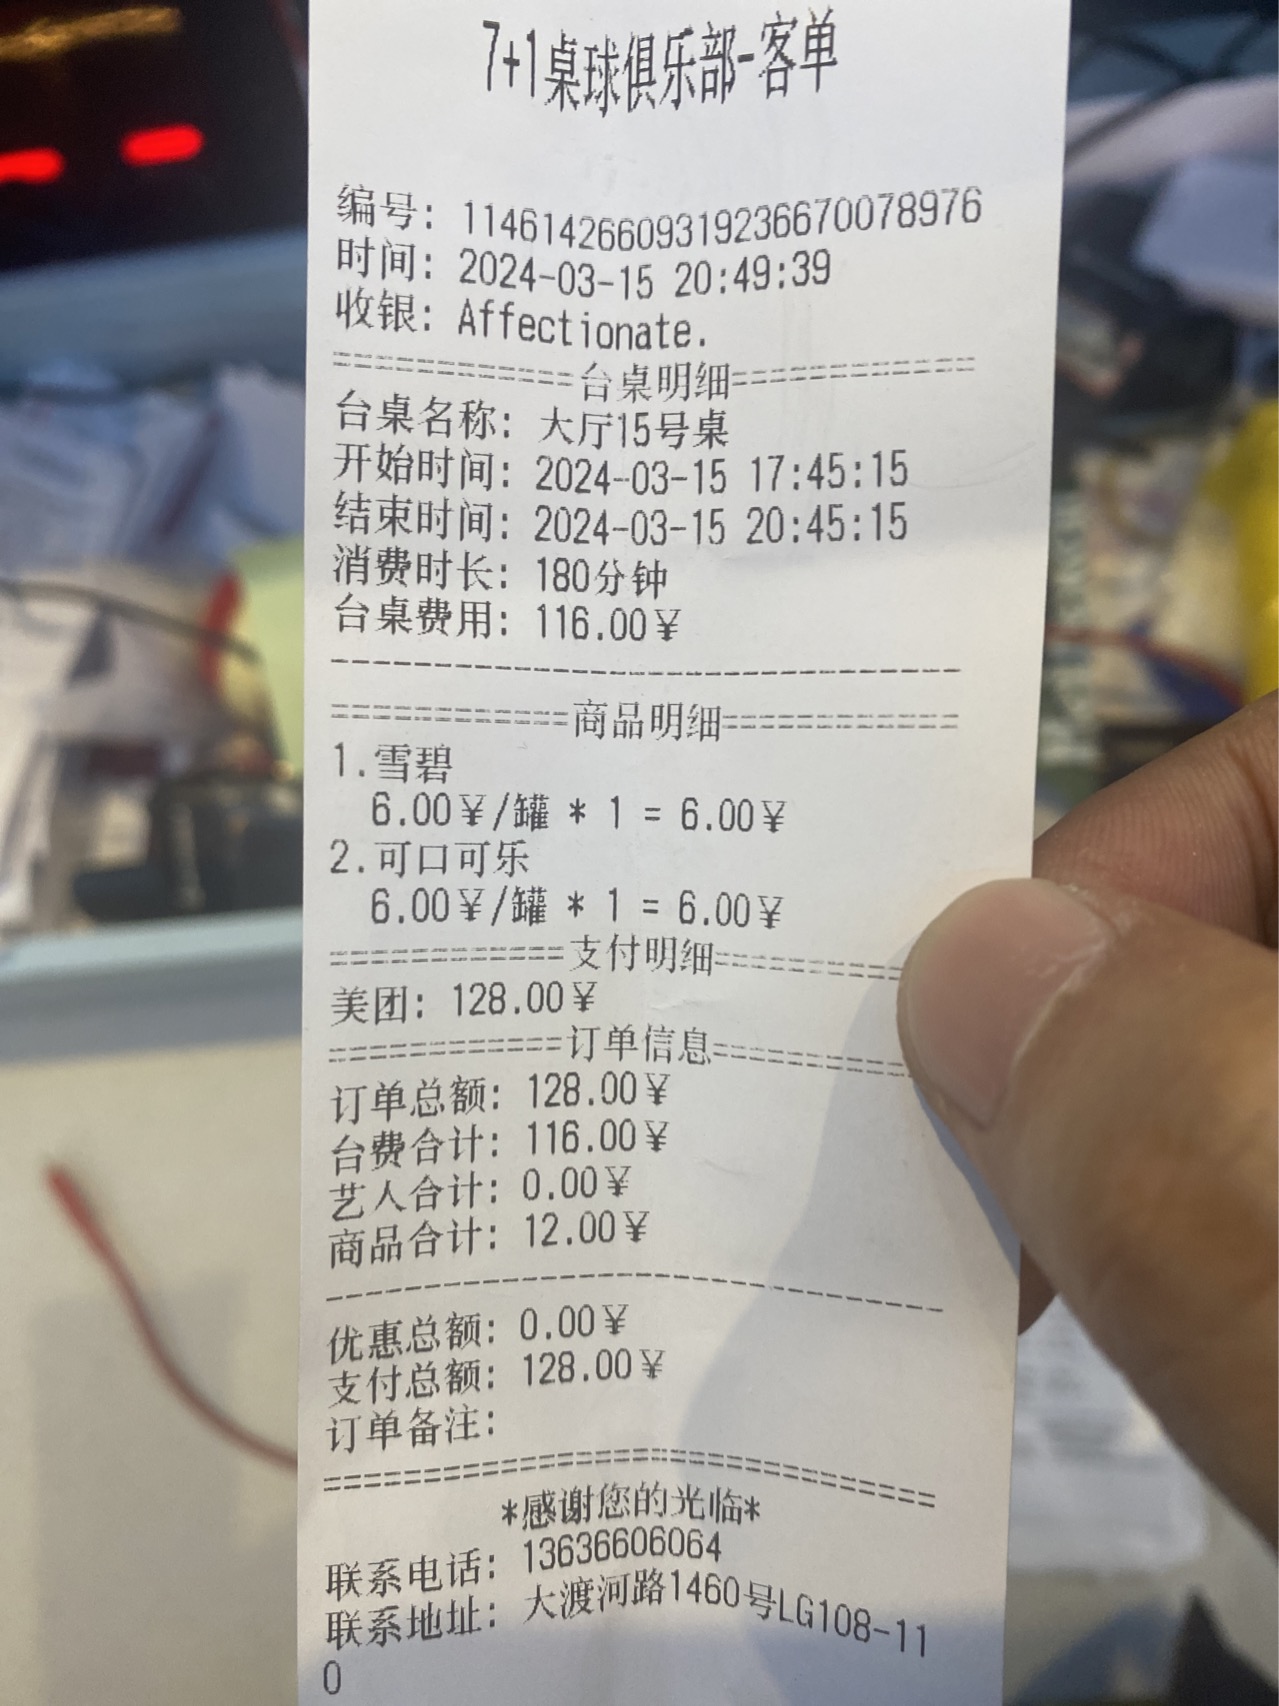 7+1桌球俱乐部-客单
编号: 11461426609319236670078976
时间: 2024-03-15 20:49:39
收银: Affectionate.
============台桌明细============
台桌名称: 大厅15号桌
开始时间: 2024-03-15 17:45:15
结束时间: 2024-03-15 20:45:15
消费时长: 180分钟
台桌费用: 116.00¥
--------------------------------
============商品明细============
1.雪碧
6.00¥/罐 * 1 = 6.00¥
2.可口可乐
6.00¥/罐 * 1 = 6.00¥
============支付明细==========
美团: 128.00¥
============订单信息==========
订单总额: 128.00¥
台费合计: 116.00¥
艺人合计: 0.00¥
商品合计: 12.00¥
--------------------------------
优惠总额: 0.00¥
支付总额: 128.00¥
订单备注:
================================
*感谢您的光临*
联系电话: 13636606064
联系地址: 大渡河路1460号LG108-11
0